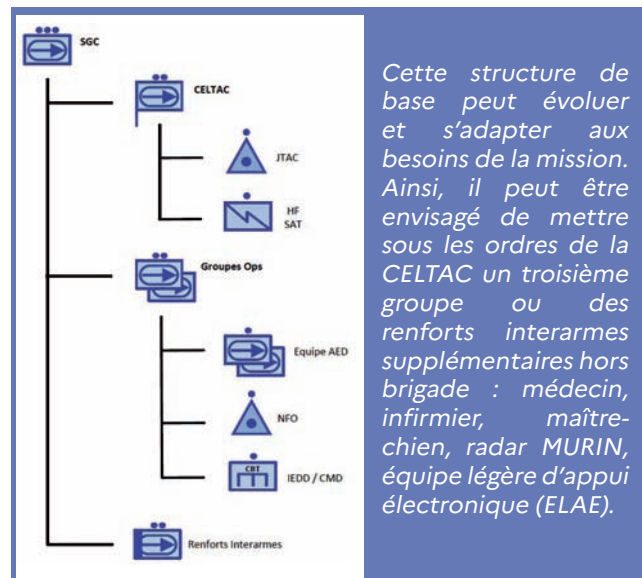 SGC
CELTAC
JTAC
HF
SAT
Groupes Ops
Equipe AED
NFO
CBT
IEDD / CMD
Renforts Interarmes
Cette structure de
base peut évoluer
et s'adapter aux
besoins de la mission.
Ainsi, il peut être
envisagé de mettre
sous les ordres de la
CELTAC un troisième
groupe ou des
renforts interarmes
supplémentaires hors
brigade : médecin,
infirmier, maître-
chien, radar MURIN,
équipe légère d'appui
électronique (ELAE).